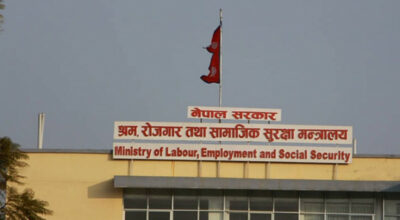 नेपाल सरकार
श्रम, रोजगार तथा सामाजिक सुरक्षा मन्त्रालय
Ministry of Labour, Employment and Social Security